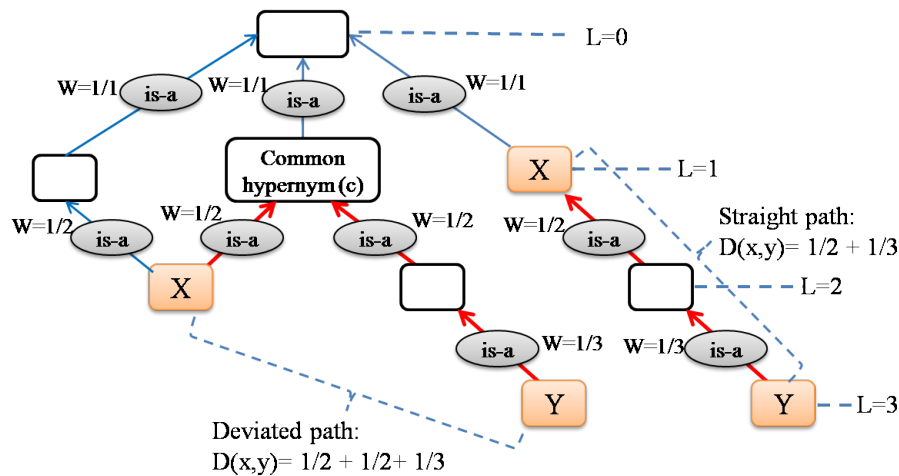 L=0
W=1/1
is-a
W=1/1
is-a
is-a
W=1/1
Common
hypernym (c)
X
L=1
W=1/2
is-a
W=1/2
is-a
is-a
W=1/2
W=1/2
is-a
Straight path:
D(x,y)= 1/2 + 1/3
X
L=2
is-a
W=1/3
W=1/3
is-a
Y
Y
L=3
Deviated path:
D(x,y)= 1/2 + 1/2+ 1/3